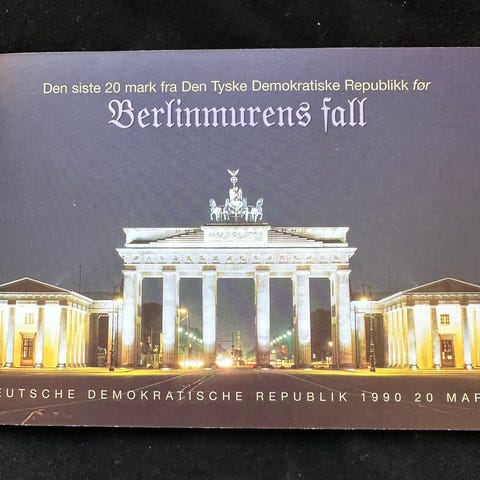 Den siste 20 mark fra Den Tyske Demokratiske Republikk før
Berlinmurens fall
EUTSCHE DEMOKRATISCHE REPUBLIK 1990 20 MAR